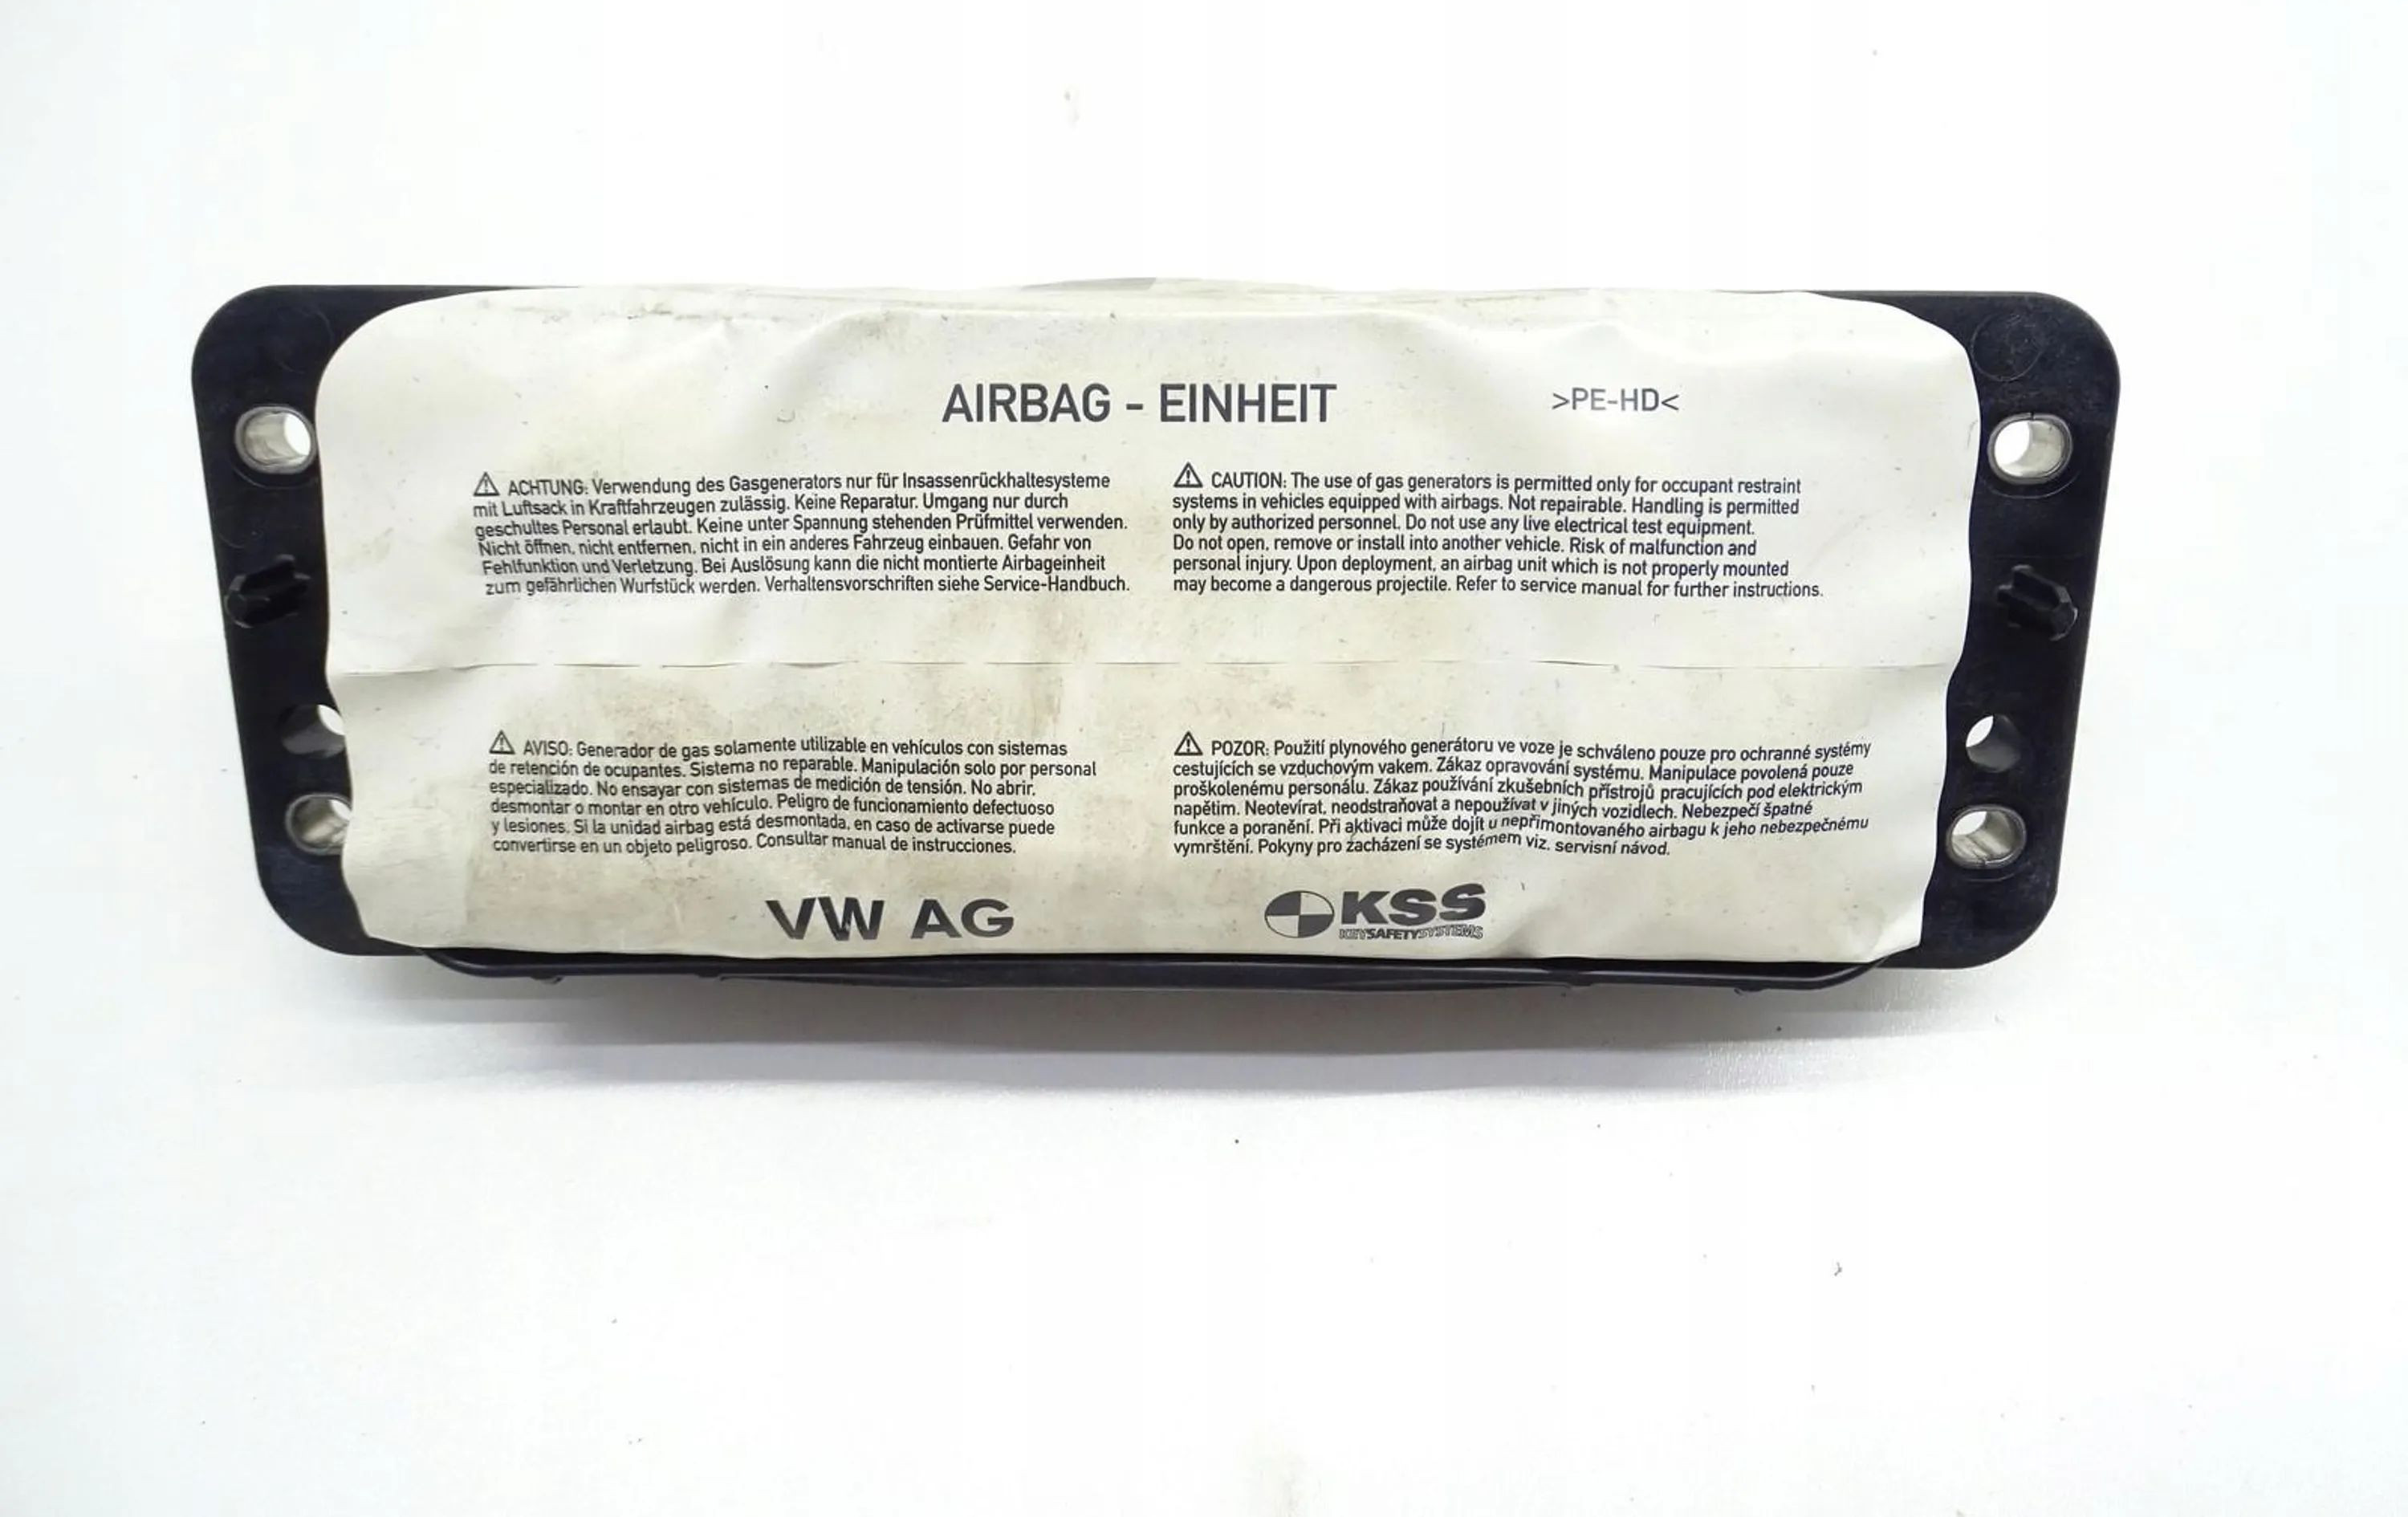 AIRBAG - EINHEIT
>PE-HD<
⚠ ACHTUNG: Verwendung des Gasgenerators nur für Insassenrückhaltesysteme
mit Luftsack in Kraftfahrzeugen zulässig. Keine Reparatur. Umgang nur durch
geschultes Personal erlaubt. Keine unter Spannung stehenden Prüfmittel verwenden.
Nicht öffnen, nicht entfernen, nicht in ein anderes Fahrzeug einbauen. Gefahr von
Fehlfunktion und Verletzung. Bei Auslösung kann die nicht montierte Airbageinheit
zum gefährlichen Wurfstück werden. Verhaltensvorschriften siehe Service-Handbuch.
⚠ CAUTION: The use of gas generators is permitted only for occupant restraint
systems in vehicles equipped with airbags. Not repairable. Handling is permitted
only by authorized personnel. Do not use any live electrical test equipment.
Do not open, remove or install into another vehicle. Risk of malfunction and
personal injury. Upon deployment, an airbag unit which is not properly mounted
may become a dangerous projectile. Refer to service manual for further instructions.
⚠ AVISO: Generador de gas solamente utilizable en vehículos con sistemas
de retención de ocupantes. Sistema no reparable. Manipulación solo por personal
especializado. No ensayar con sistemas de medición de tensión. No abrir,
desmontar o montar en otro vehículo. Peligro de funcionamiento defectuoso
y lesiones. Si la unidad airbag está desmontada, en caso de activarse puede
convertirse en un objeto peligroso. Consultar manual de instrucciones.
⚠ POZOR: Použití plynového generátoru ve voze je schváleno pouze pro ochranné systémy
cestujících se vzduchovým vakem. Zákaz opravování systému. Manipulace povolená pouze
proškolenému personálu. Zákaz používání zkušebních přístrojů pracujících pod elektrickým
napětim. Neotevírat, neodstraňovat a nepoužívat v jiných vozidlech. Nebezpečí špatné
funkce a poranění. Při aktivaci může dojít u nepřimontovaného airbagu k jeho nebezpečnému
vymrštění. Pokyny pro zacházení se systémem viz. servisní návod.
VW AG
KSS
KEYSAFETYSYSTEMS